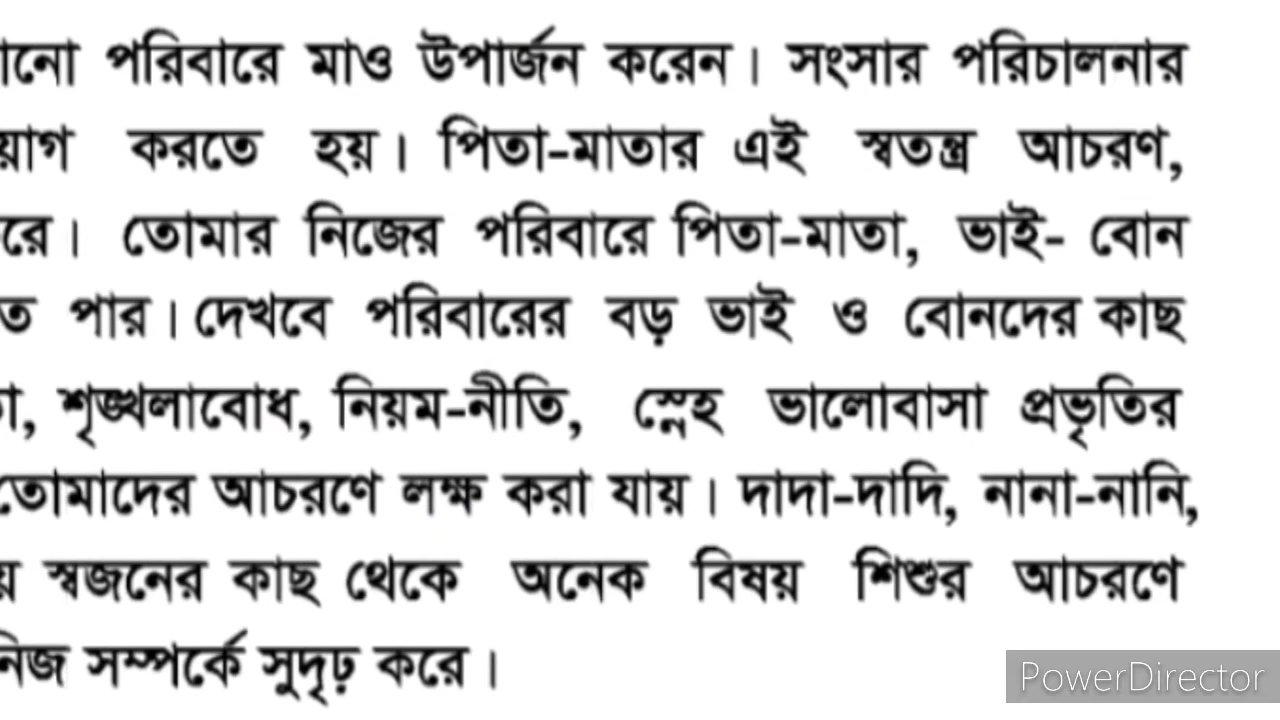 পরিবারে মাও উপার্জন করেন। সংসার পরিচালনার
করতে হয়। পিতা-মাতার এই স্বতন্ত্র আচরণ,
রে। তোমার নিজের পরিবারে পিতা-মাতা, ভাই- বোন
ত পার। দেখবে পরিবারের বড় ভাই ও বোনদের কাছ
শৃঙ্খলাবোধ, নিয়ম-নীতি, স্নেহ ভালোবাসা প্রভৃতির
তোমাদের আচরণে লক্ষ করা যায়। দাদা-দাদি, নানা-নানি,
য় স্বজনের কাছ থেকে অনেক বিষয় শিশুর আচরণে
নিজ সম্পর্কে সুদৃঢ় করে।
PowerDirector